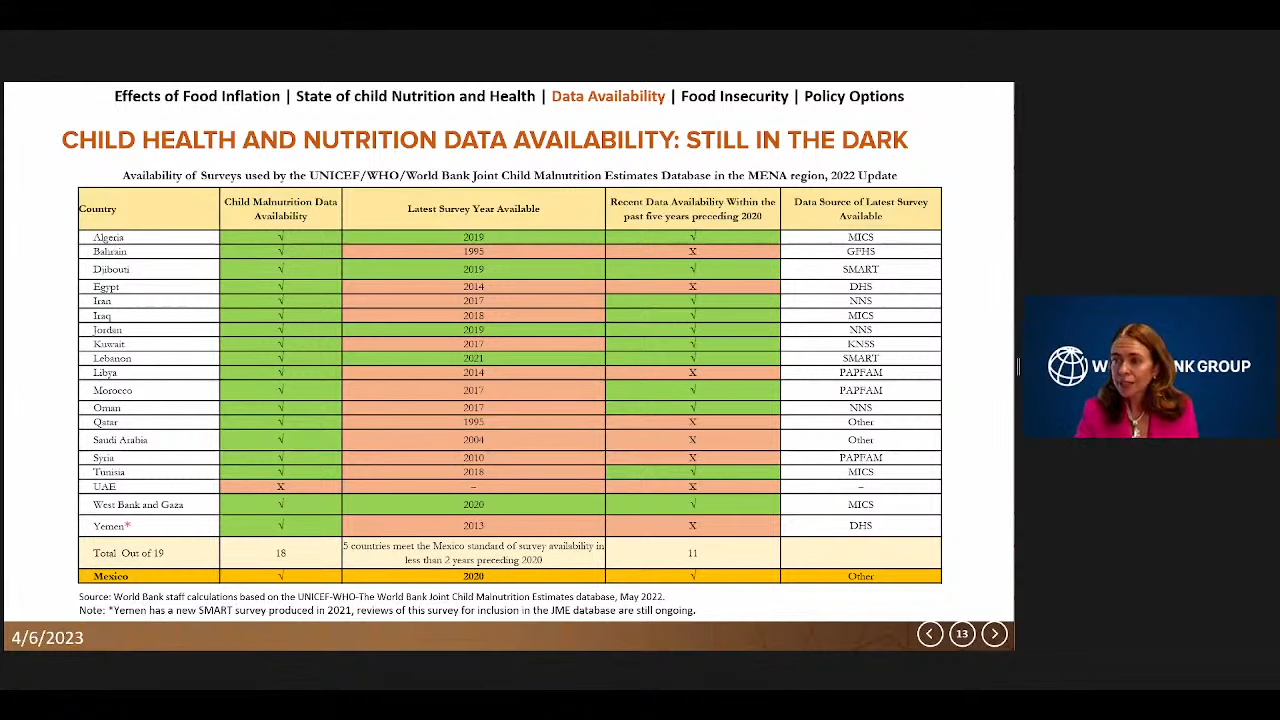 Effects of Food Inflation | State of child Nutrition and Health | Data Availability | Food Insecurity | Policy Options
CHILD HEALTH AND NUTRITION DATA AVAILABILITY: STILL IN THE DARK
Availability of Surveys used by the UNICEF/WHO/World Bank Joint Child Malnutrition Estimates Database in the MENA region, 2022 Update
Country
Child Malnutrition Data
Availability
Latest Survey Year Available
Recent Data Availability Within the
past five years preceding 2020
Data Source of Latest Survey
Available
Algeria √ 2019 √ MICS
Bahrain √ 1995 X GFHS
Djibouti √ 2019 √ SMART
Egypt √ 2014 X DHS
Iran √ 2017 √ NNS
Iraq √ 2018 √ MICS
Jordan √ 2019 √ NNS
Kuwait √ 2017 √ KNSS
Lebanon √ 2021 √ SMART
Libya √ 2014 X PAPFAM
Morocco √ 2017 √ PAPFAM
Oman √ 2017 √ NNS
Qatar √ 1995 X Other
Saudi Arabia √ 2004 X Other
Syria √ 2010 X PAPFAM
Tunisia √ 2018 √ MICS
UAE X – X –
West Bank and Gaza √ 2020 √ MICS
Yemen* √ 2013 X DHS
Total Out of 19 18
5 countries meet the Mexico standard of survey availability in
less than 2 years preceding 2020
11
Mexico √ 2020 √ Other
Source: World Bank staff calculations based on the UNICEF-WHO-The World Bank Joint Child Malnutrition Estimates database, May 2022.
Note: *Yemen has a new SMART survey produced in 2021, reviews of this survey for inclusion in the JME database are still ongoing.
4/6/2023
13
W NK GROUP